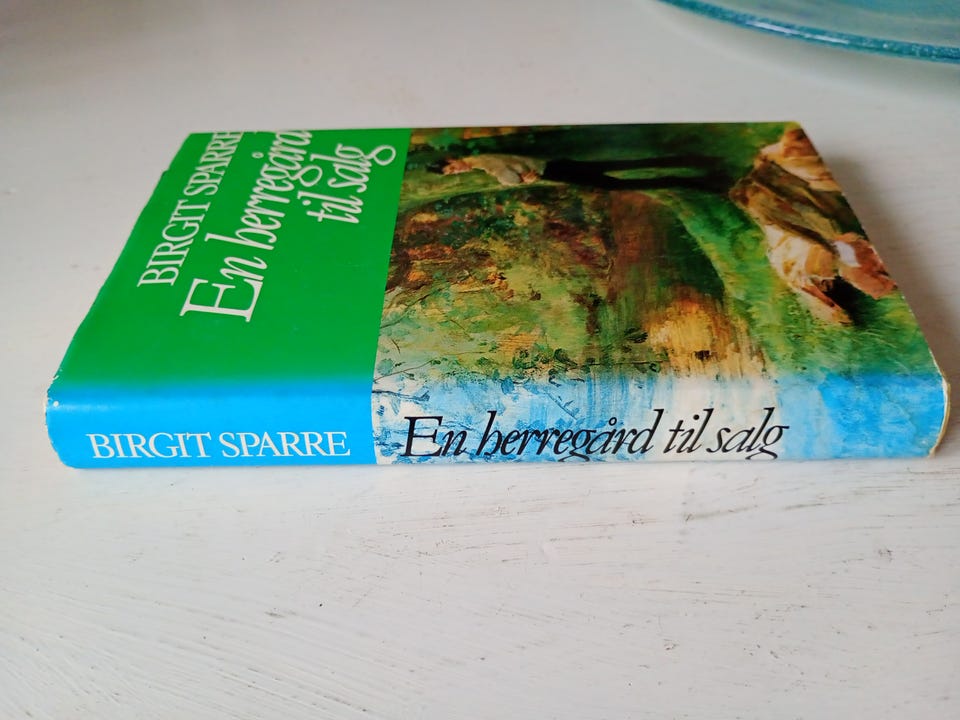 BIRGIT SPARRE
En herregård
til salg
BIRGIT SPARRE
En herregård til salg